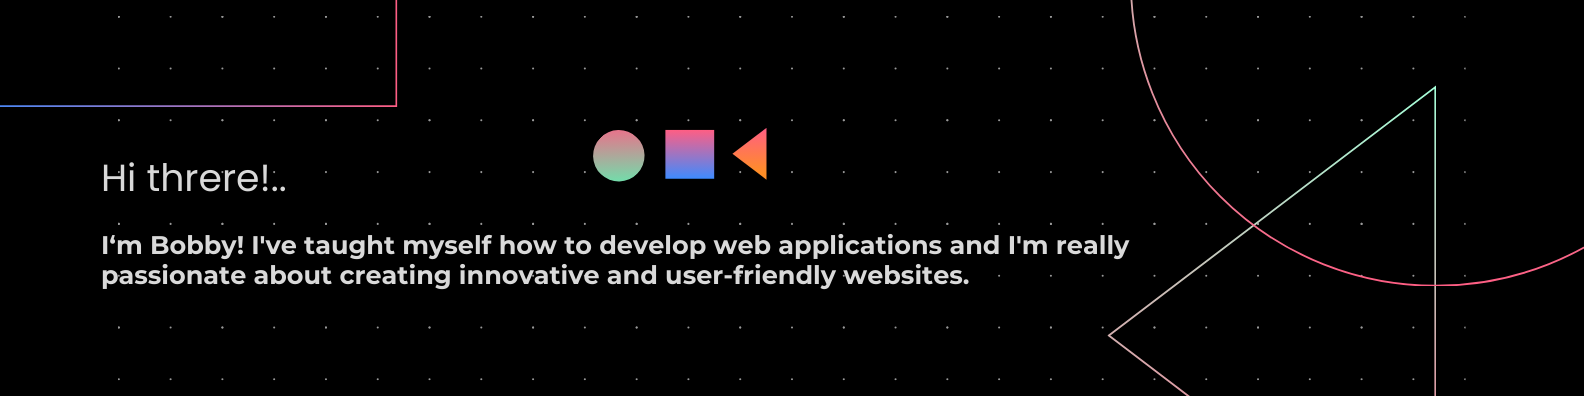 Hi threre!..
I‘m Bobby! I've taught myself how to develop web applications and I'm really
passionate about creating innovative and user-friendly websites.